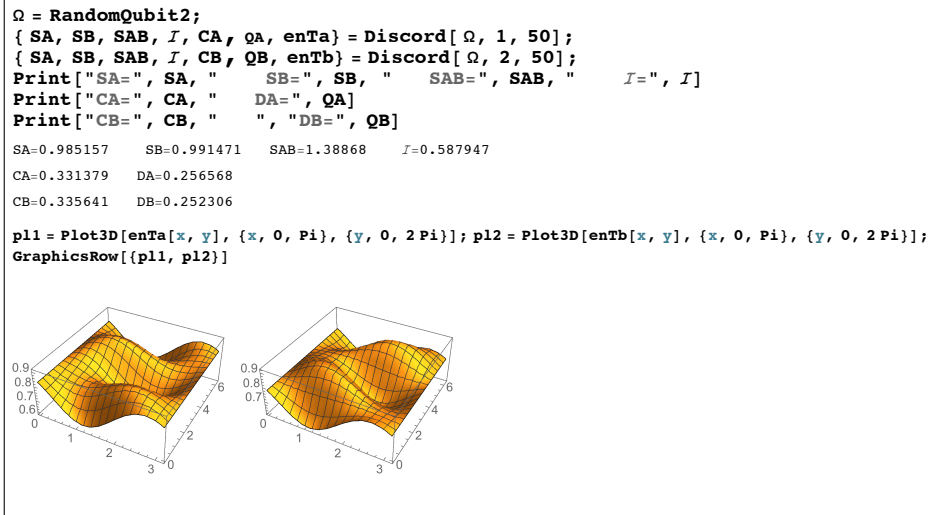 Ω = RandomQubit2;
{ SA, SB, SAB, ℐ, CA, QA, enTa} = Discord[ Ω, 1, 50];
{ SA, SB, SAB, ℐ, CB, QB, enTb} = Discord[ Ω, 2, 50];
Print["SA=", SA, "     SB=", SB, "   SAB=", SAB, "     ℐ=", ℐ]
Print["CA=", CA, "    DA=", QA]
Print["CB=", CB, "    ", "DB=", QB]
SA=0.985157    SB=0.991471   SAB=1.38868    ℐ=0.587947
CA=0.331379   DA=0.256568
CB=0.335641   DB=0.252306
pl1 = Plot3D[enTa[x, y], {x, 0, Pi}, {y, 0, 2 Pi}]; pl2 = Plot3D[enTb[x, y], {x, 0, Pi}, {y, 0, 2 Pi}];
GraphicsRow[{pl1, pl2}]
0.9 0.8 0.7 0.6
0 1 2 3
0 2 4 6
0.9 0.8 0.7
0 1 2 3
0 2 4 6